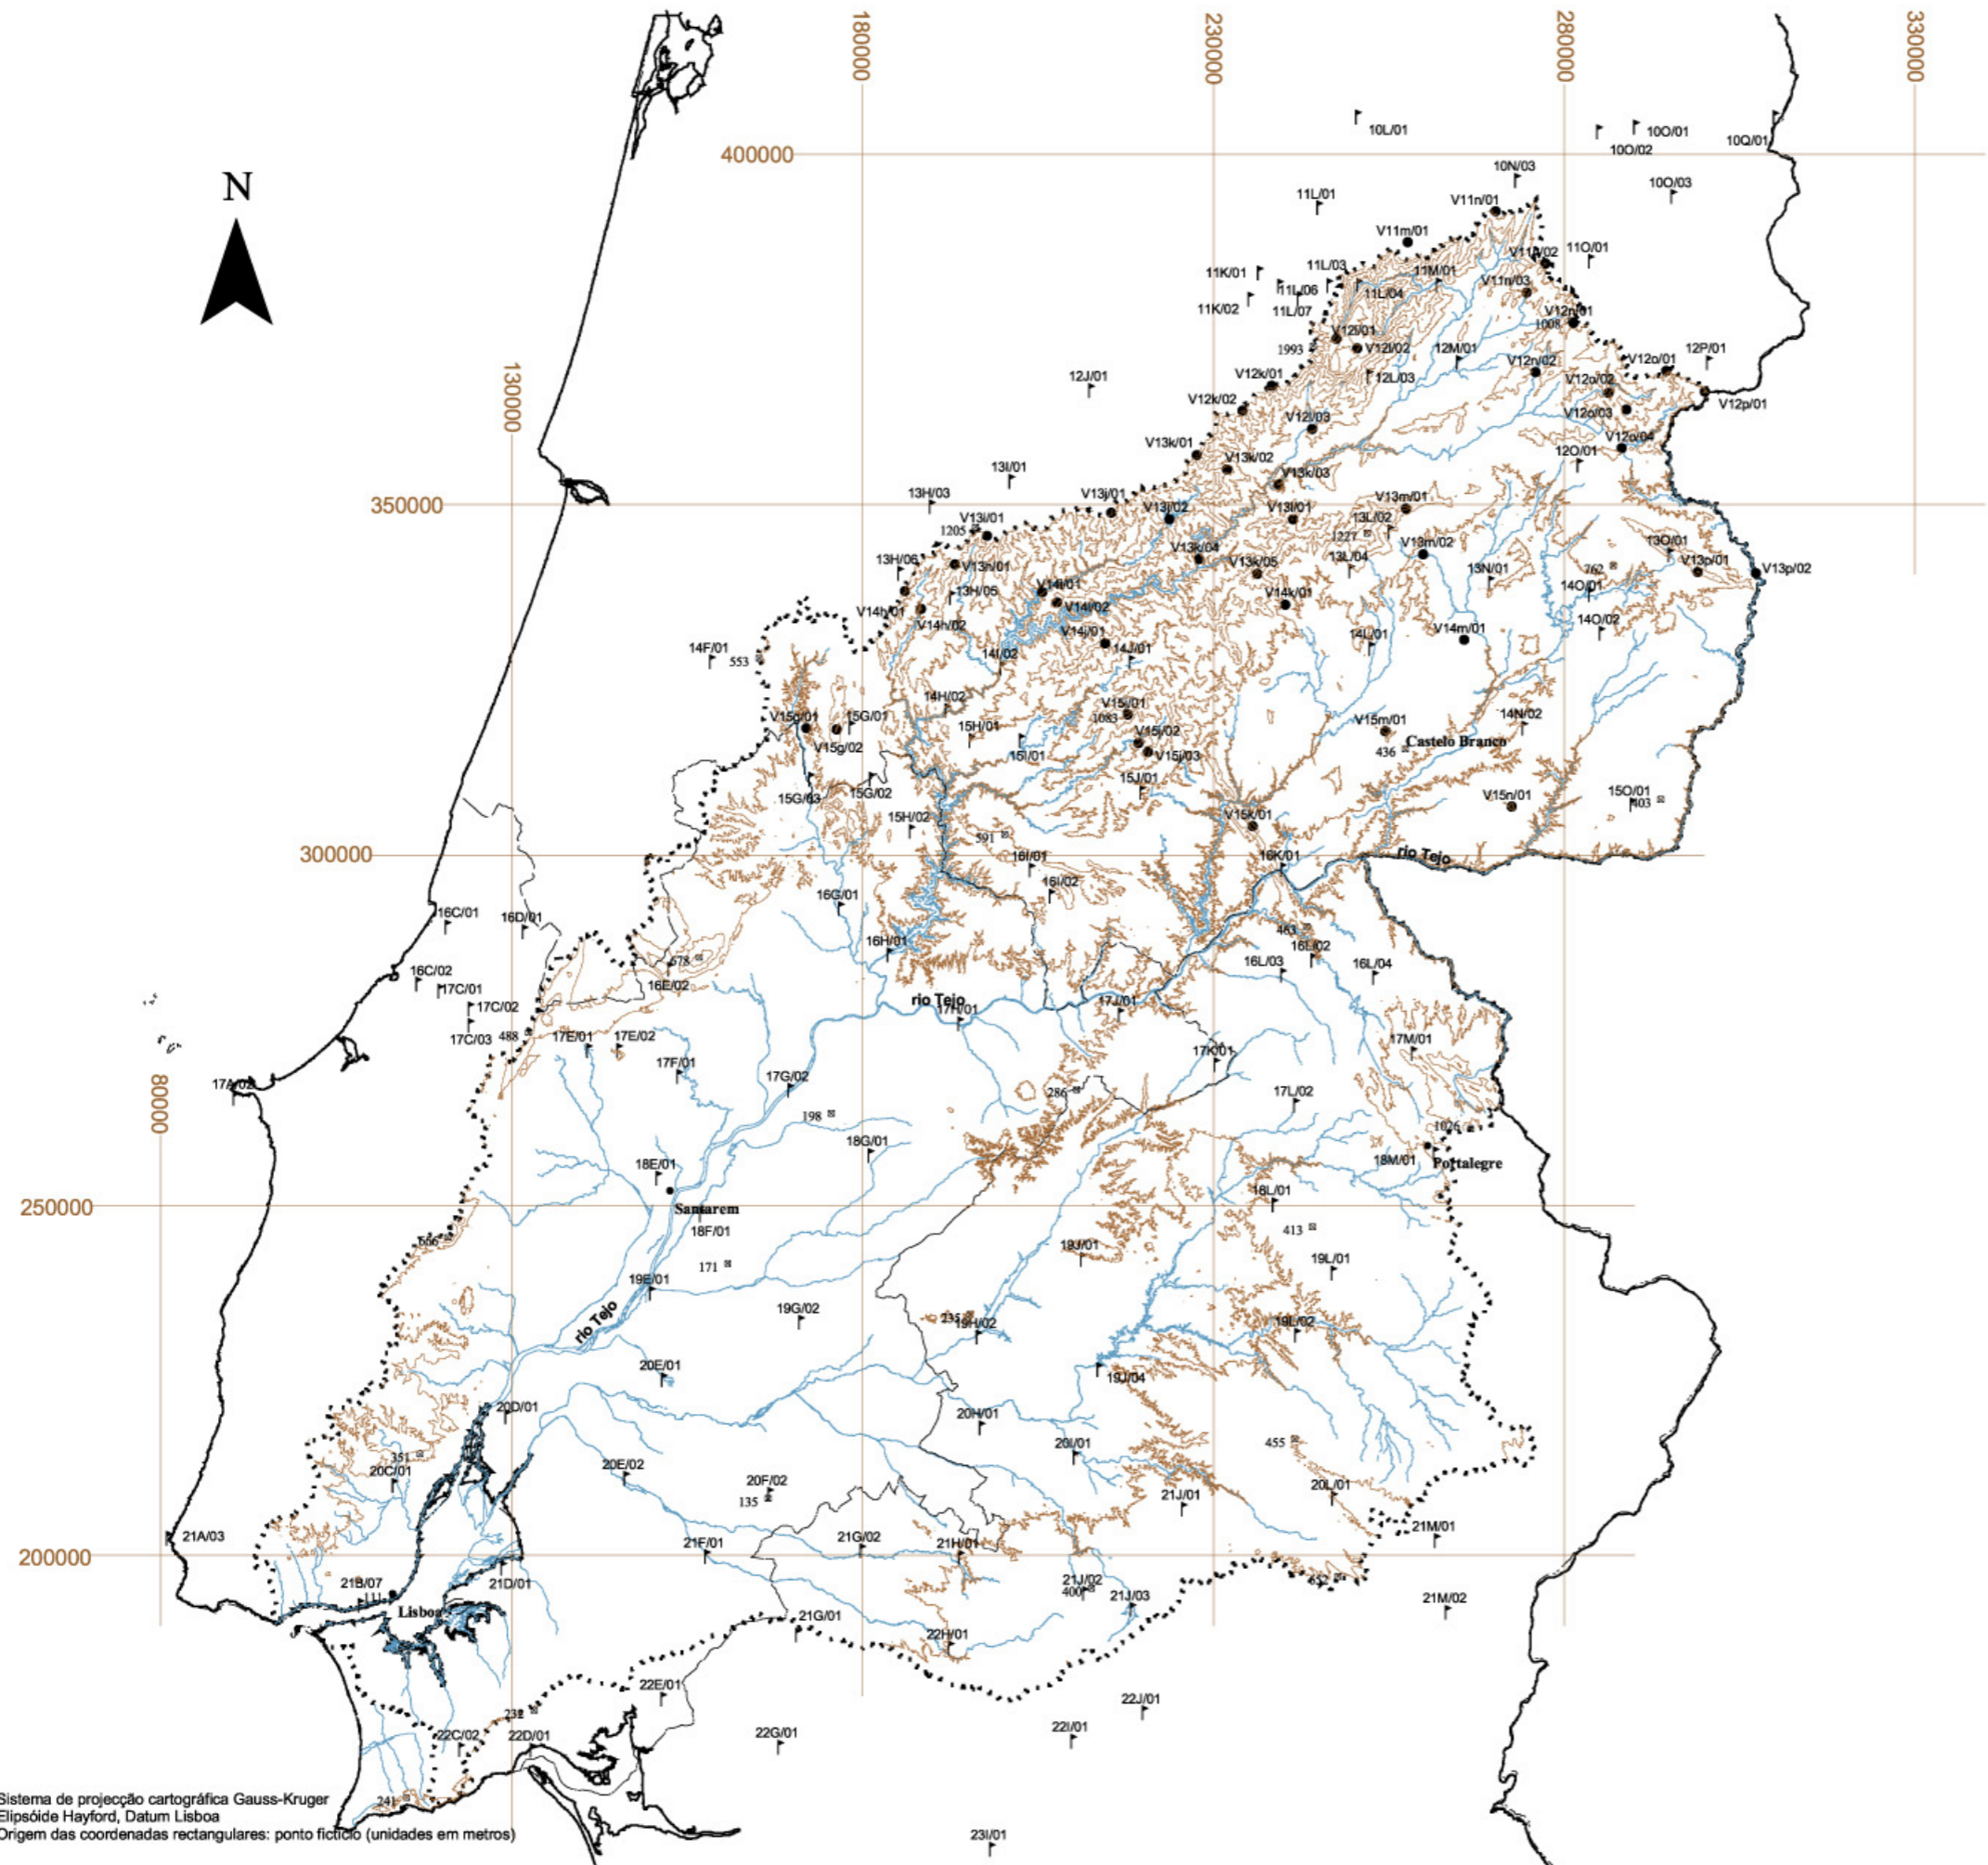 180000
230000
280000
330000
10L/01
10O/01
10O/02
10Q/01
400000
10N/03
10O/03
N
11L/01
V11n/01
V11m/01
11O/01
11K/01
11L/03
11M/01
V11n/03
11L/06
11L/04
11K/02
11L/07
V12n/01
1008
V12l/01
1993
V12l/02
12M/01
V12n/02
V12o/01
12P/01
130000
12J/01
V12k/01
12L/03
V12o/02
V12k/02
V12p/01
V12l/03
V12o/03
V13k/01
V12o/04
V13k/02
12O/01
13I/01
V13k/03
13H/03
V13j/01
V13m/01
350000
V13j/02
V13l/01
13L/02
V13i/01
1205
1227
V13m/02
13O/01
13H/06
V13h/01
V13k/04
V13k/05
13L/04
13N/01
762
V13p/01
V13p/02
V14i/01
14O/01
13H/05
V14i/02
V14k/01
V14h/01
V14h/02
14O/02
V14j/01
14L/01
V14m/01
14F/01
553
14I/02
14J/01
14H/02
V15j/01
V15g/01
15G/01
1083
V15m/01
14N/02
15H/01
V15j/02
V15g/02
15I/01
V15j/03
436
Castelo Branco
15G/03
15G/02
15J/01
V15n/01
15O/01
403
15H/02
V15k/01
591
300000
16I/01
16K/01
rio Tejo
16I/02
16G/01
16C/01
16D/01
463
16H/01
16L/02
678
16L/03
16L/04
16C/02
16E/02
17C/01
rio Tejo
17C/02
17H/01
17J/01
17C/03
488
17E/01
17E/02
17M/01
17K/01
17F/01
17G/02
80000
17A/02
286
17L/02
198
1026
18G/01
18M/01
Portalegre
18E/01
18L/01
250000
Santarem
18F/01
413
666
19J/01
171
19L/01
19E/01
19G/02
235
19H/02
19L/02
rio Tejo
20E/01
19J/04
20D/01
20H/01
455
351
20I/01
20C/01
20E/02
20F/02
135
21J/01
20L/01
21A/03
21F/01
21G/02
21H/01
21M/01
200000
21B/07
21D/01
21J/02
652
111
400
21J/03
21M/02
Lisboa
21G/01
22H/01
22E/01
22J/01
232
22C/02
22D/01
22G/01
22I/01
241
Sistema de projecção cartográfica Gauss-Kruger
Elipsóide Hayford, Datum Lisboa
Origem das coordenadas rectangulares: ponto fictício (unidades em metros)
23I/01